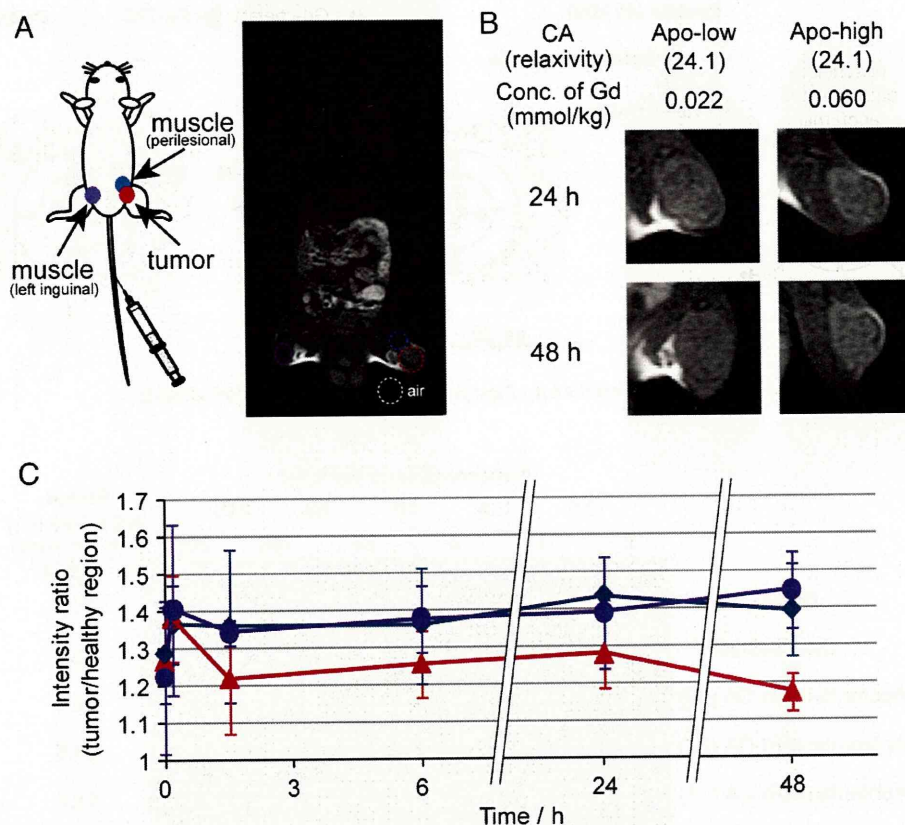 A
muscle
(perilesional)
muscle
(left inguinal)
tumor
air
B
CA
(relaxivity)
Apo-low
(24.1)
Apo-high
(24.1)
Conc. of Gd
(mmol/kg)
0.022
0.060
24 h
48 h
C
Intensity ratio
(tumor/healthy region)
1.7
1.6
1.5
1.4
1.3
1.2
1.1
1
0
3
6
24
48
Time / h